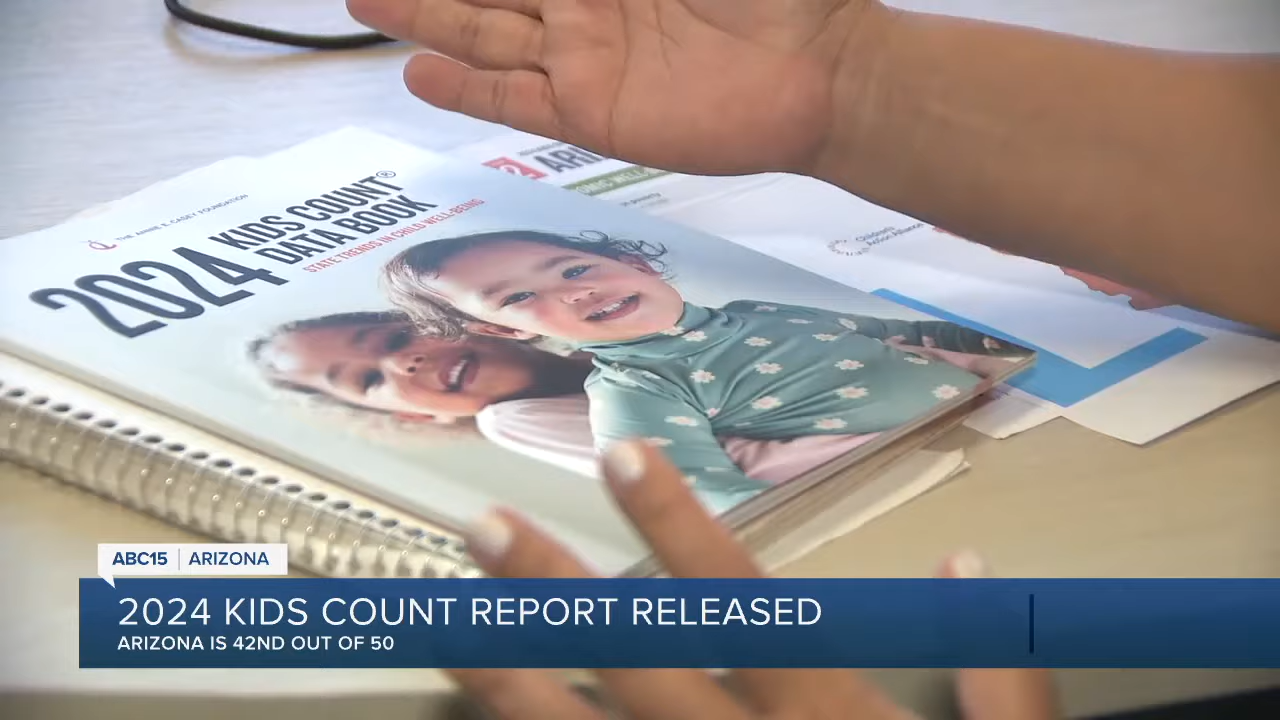 THE ANNIE E. CASEY FOUNDATION
2024
KIDS COUNT®
DATA BOOK
STATE TRENDS IN CHILD WELL-BEING
Children's
Action Alliance
ABC15 ARIZONA
2024 KIDS COUNT REPORT RELEASED
ARIZONA IS 42ND OUT OF 50